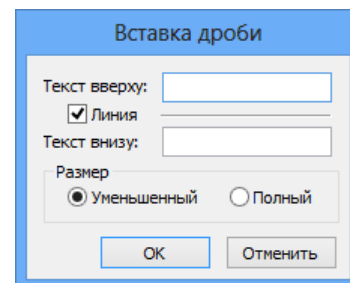 Вставка дроби
Текст вверху:
Линия
Текст внизу:
Размер
Уменьшенный Полный
OK Отменить